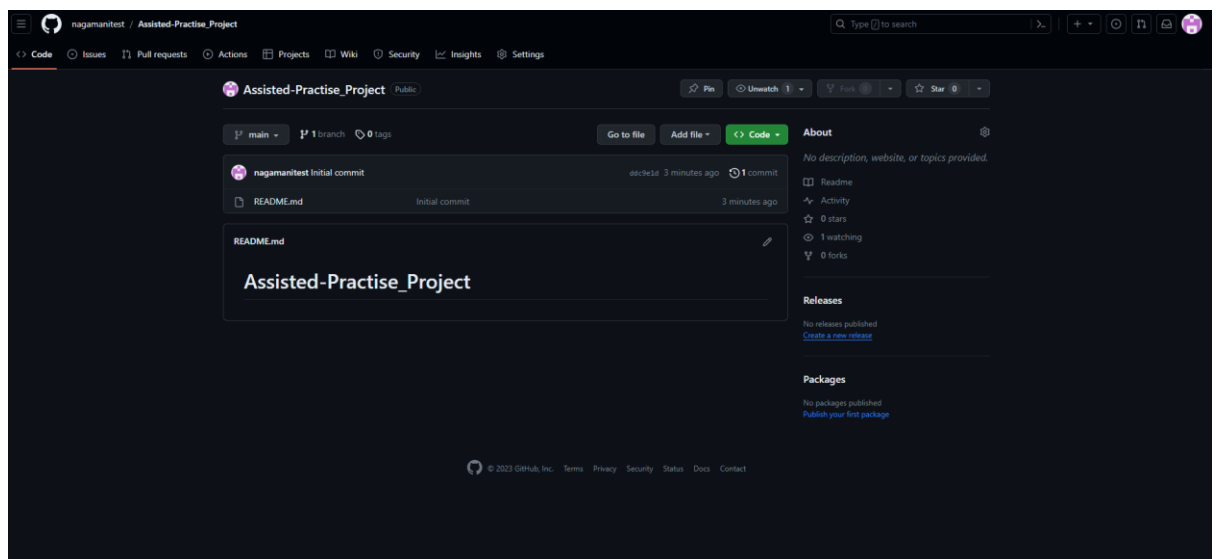 nagamanitest / Assisted-Practise_Project
Type / to search
Code Issues Pull requests Actions Projects Wiki Security Insights Settings
Assisted-Practise_Project Public
Pin Unwatch 1 Fork 0 Star 0
main 1 branch 0 tags
Go to file Add file Code
nagamanitest Initial commit ddc9e1d 3 minutes ago 1 commit
README.md Initial commit 3 minutes ago
README.md
Assisted-Practise_Project
About
No description, website, or topics provided.
Readme
Activity
0 stars
1 watching
0 forks
Releases
No releases published
Create a new release
Packages
No packages published
Publish your first package
© 2023 GitHub, Inc. Terms Privacy Security Status Docs Contact